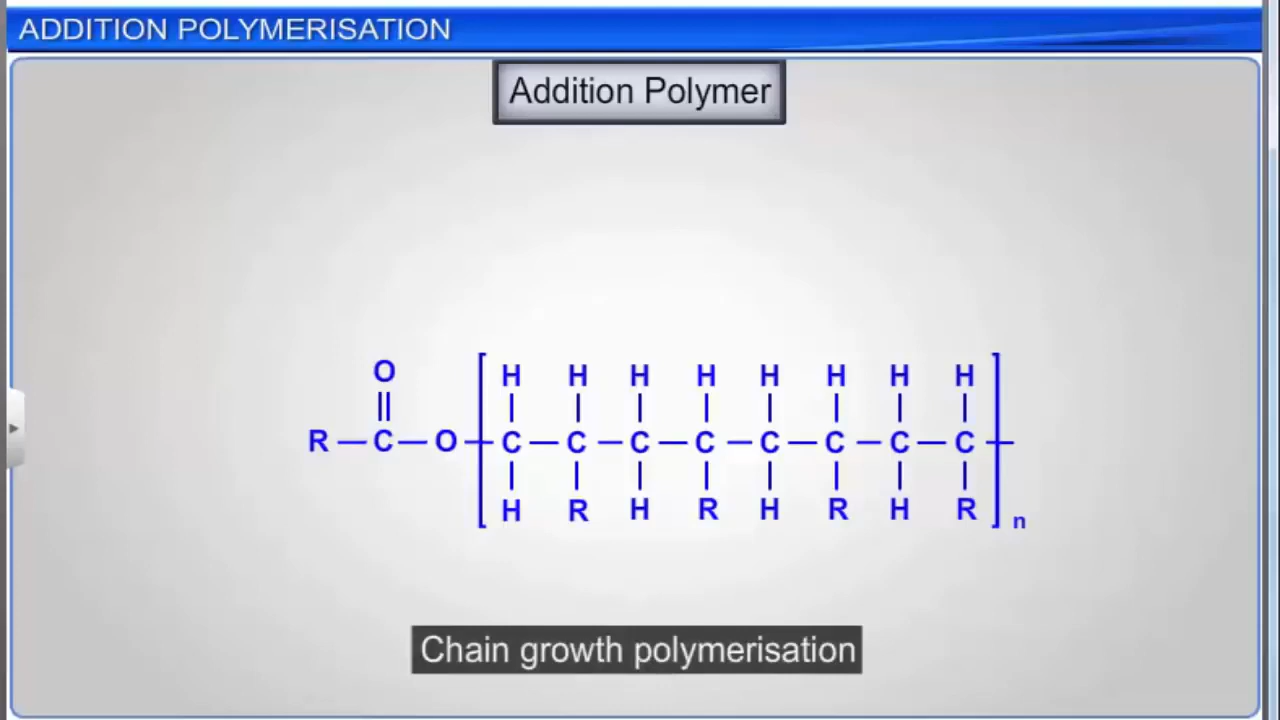 ADDITION POLYMERISATION
Addition Polymer
O H H H H H H H H
R C O C C C C C C C C
H R H R H R H R n
Chain growth polymerisation